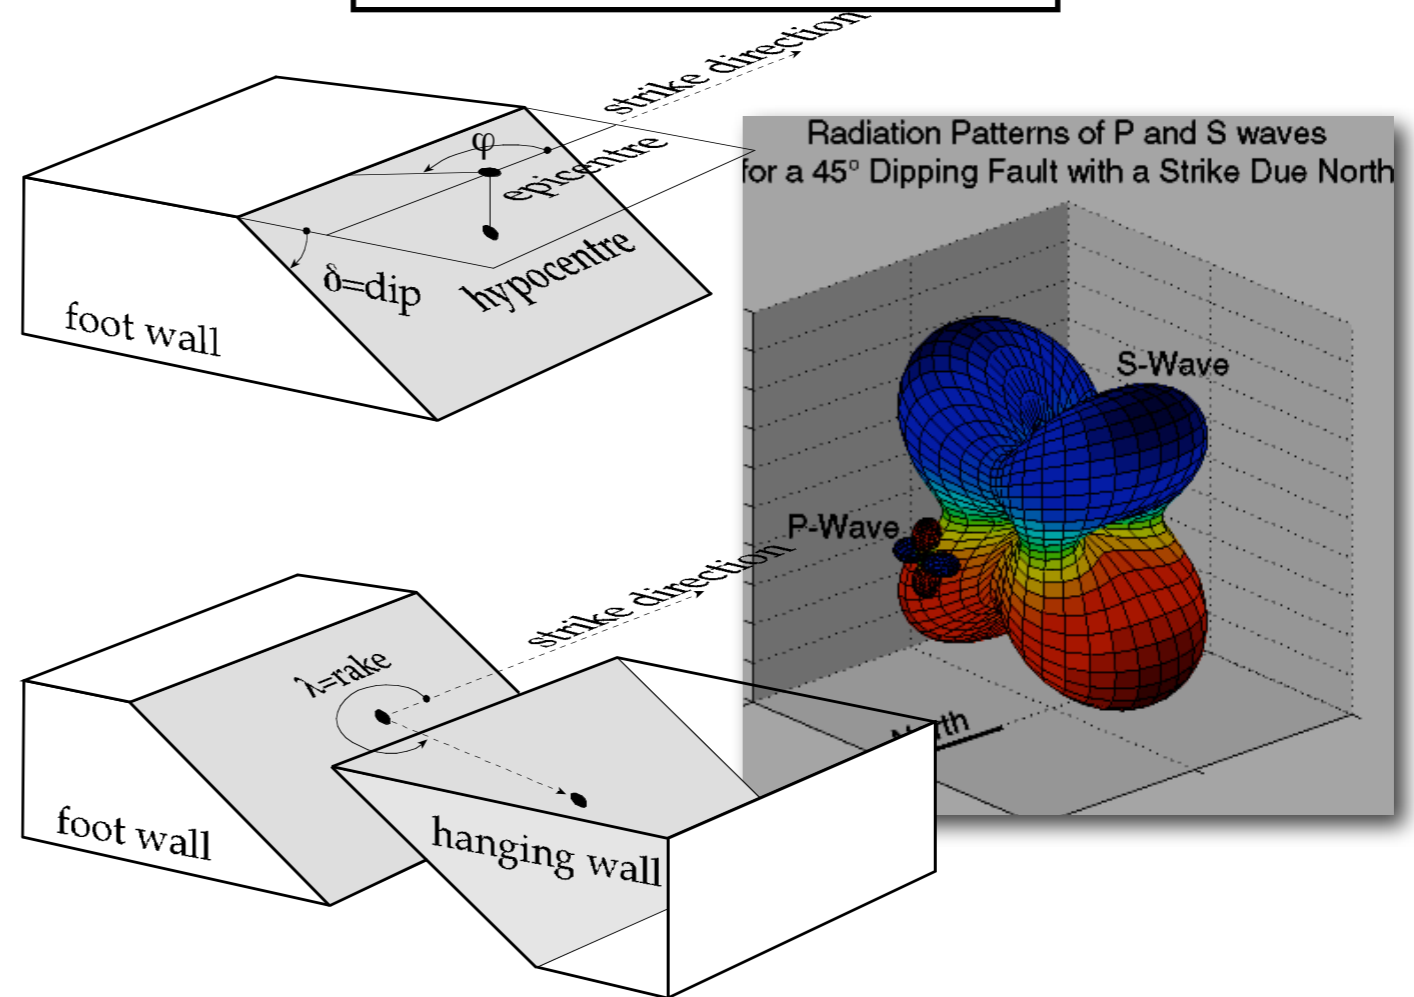 strike direction
φ
epicentre
hypocentre
δ=dip
foot wall
Radiation Patterns of P and S waves
for a 45° Dipping Fault with a Strike Due North
S-Wave
P-Wave
strike direction
λ=rake
North
foot wall
hanging wall